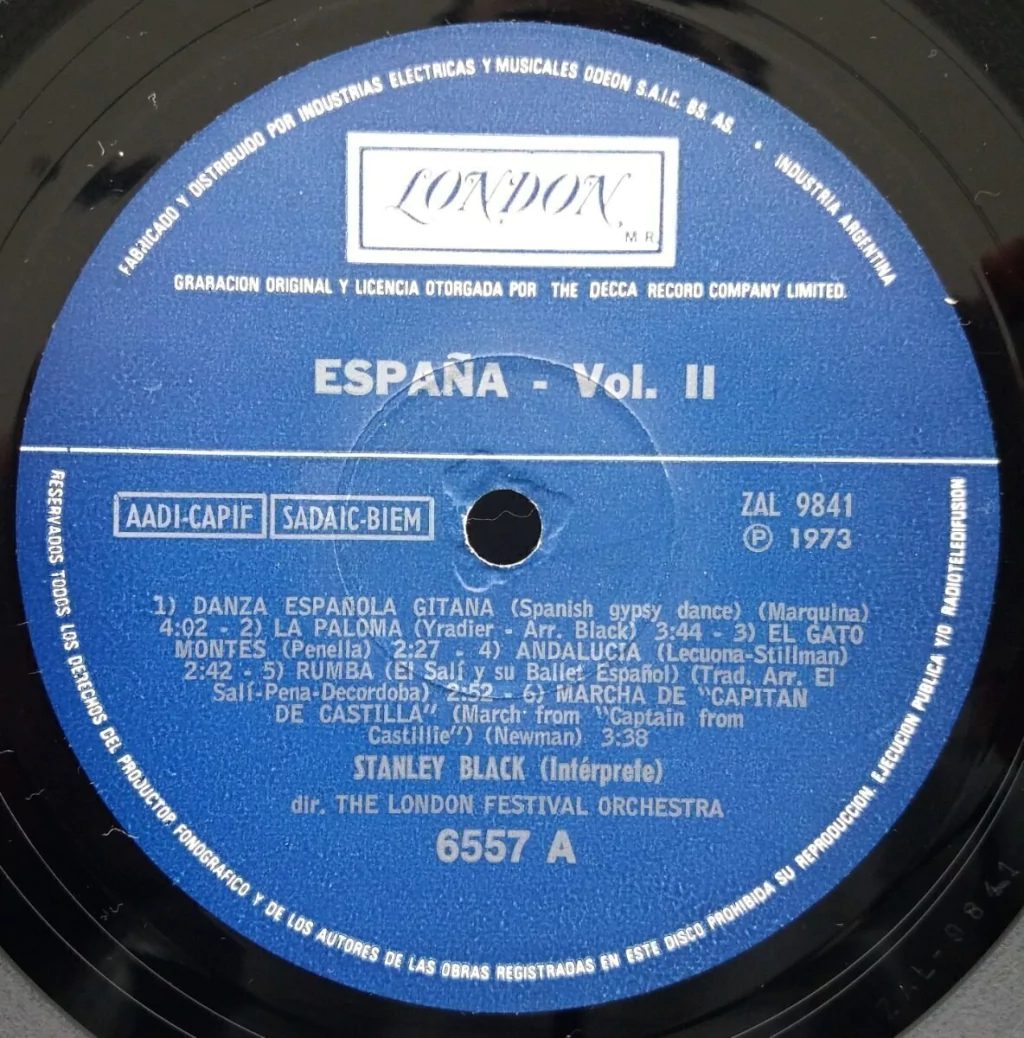 FABRICADO Y DISTRIBUIDO POR INDUSTRIAS ELECTRICAS Y MUSICALES ODEON S.A.I.C. BS. AS. • INDUSTRIA ARGENTINA
LONDON
M R
GRARACION ORIGINAL Y LICENCIA OTORGADA POR THE DECCA RECORD COMPANY LIMITED.
ESPAÑA - Vol. II
AADI-CAPIF SADAIC-BIEM
ZAL 9841
℗ 1973
1) DANZA ESPAÑOLA GITANA (Spanish gypsy dance) (Marquina)
4:02 - 2) LA PALOMA (Yradier - Arr. Black) 3:44 - 3) EL GATO
MONTES (Penella) 2:27 - 4) ANDALUCIA (Lecuona-Stillman)
2:42 - 5) RUMBA (El Salí y su Ballet Español) (Trad. Arr. El
Salí-Pena-Decordoba) 2:52 - 6) MARCHA DE "CAPITAN
DE CASTILLA" (March from "Captain from
Castillie") (Newman) 3:38
STANLEY BLACK (Intérprete)
dir. THE LONDON FESTIVAL ORCHESTRA
6557 A
RESERVADOS TODOS LOS DERECHOS DEL PROJUCTOP FONOGRAFICO Y DE LOS AUTORES DE LAS OBRAS REGISTRADAS EN ESTE DISCO PROHIBIDA SU REPRODUCCION. EJECUCION PUBLICA Y/O RADIOTELEDIFUSION
ZAL-9841